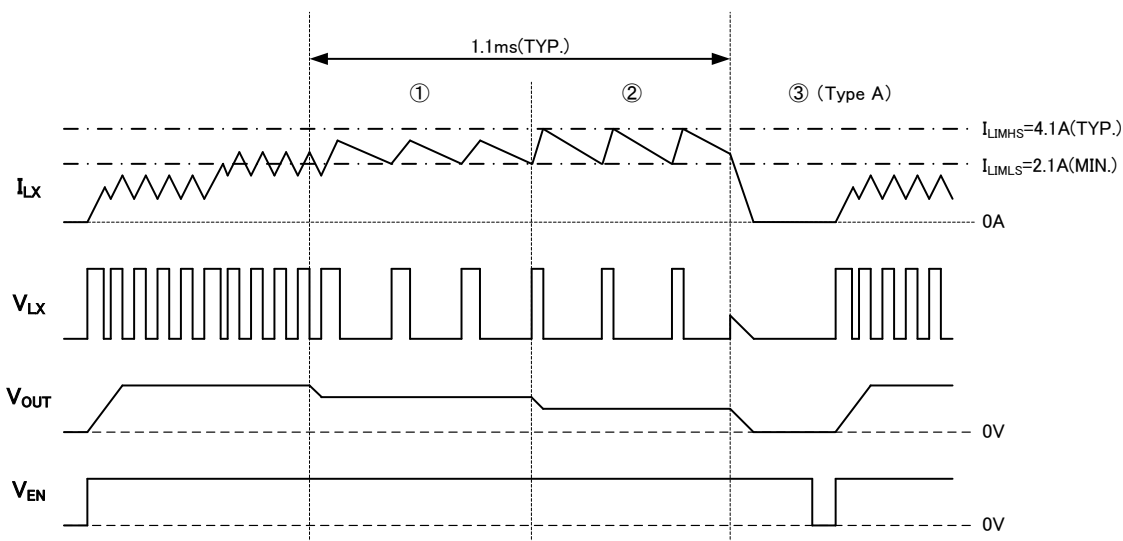 1.1ms(TYP.)
① ② ③ (Type A)
ILIMHS=4.1A(TYP.)
ILIMLS=2.1A(MIN.)
ILX
0A
VLX
VOUT
0V
VEN
0V